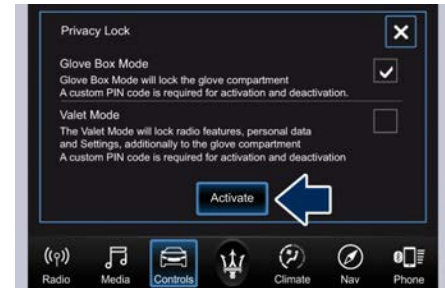 Privacy Lock
Glove Box Mode
Glove Box Mode will lock the glove compartment
A custom PIN code is required for activation and deactivation.
Valet Mode
The Valet Mode will lock radio features, personal data
and Settings, additionally to the glove compartment
A custom PIN code is required for activation and deactivation
Activate
Radio Media Controls Climate Nav Phone